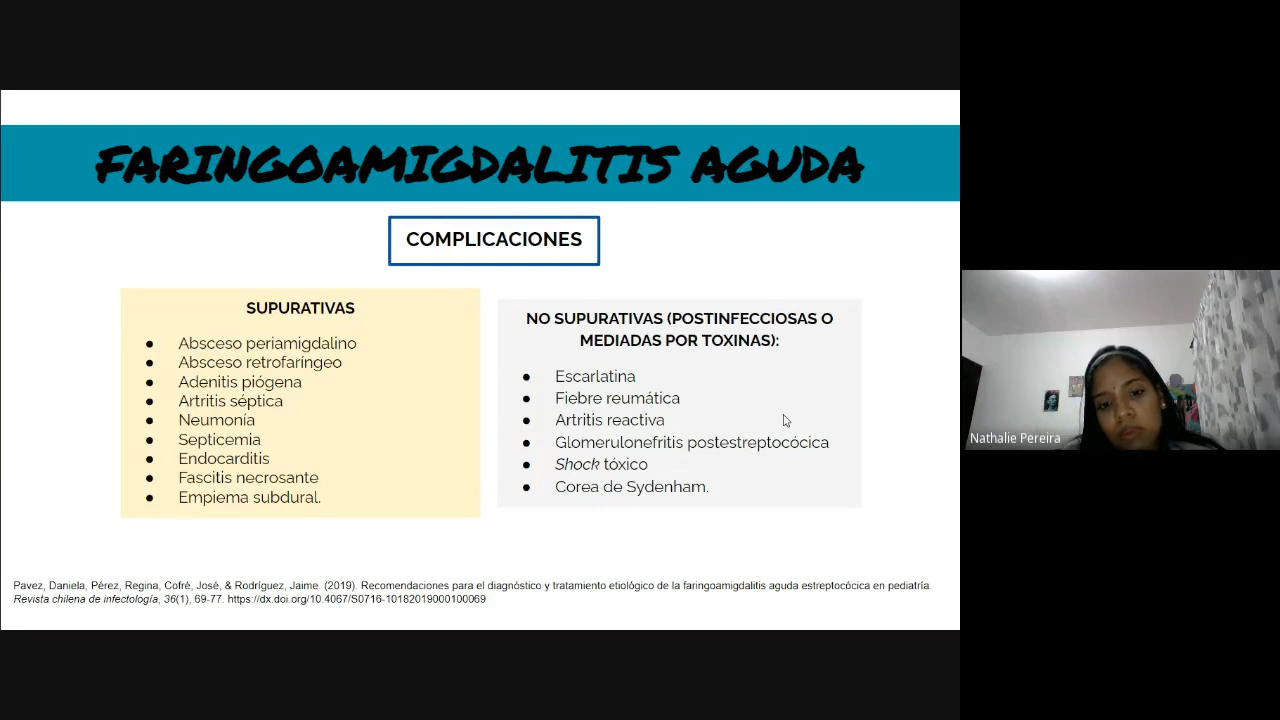 FARINGOAMIGDALITIS AGUDA
COMPLICACIONES
SUPURATIVAS
● Absceso periamigdalino
● Absceso retrofaríngeo
● Adenitis piógena
● Artritis séptica
● Neumonía
● Septicemia
● Endocarditis
● Fascitis necrosante
● Empiema subdural.
NO SUPURATIVAS (POSTINFECCIOSAS O
MEDIADAS POR TOXINAS):
● Escarlatina
● Fiebre reumática
● Artritis reactiva
● Glomerulonefritis postestreptocócica
● Shock tóxico
● Corea de Sydenham.
Pavez, Daniela, Pérez, Regina, Cofré, José, & Rodríguez, Jaime. (2019). Recomendaciones para el diagnóstico y tratamiento etiológico de la faringoamigdalitis aguda estreptocócica en pediatría.
Revista chilena de infectología, 36(1), 69-77. https://dx.doi.org/10.4067/S0716-10182019000100069
Nathalie Pereira